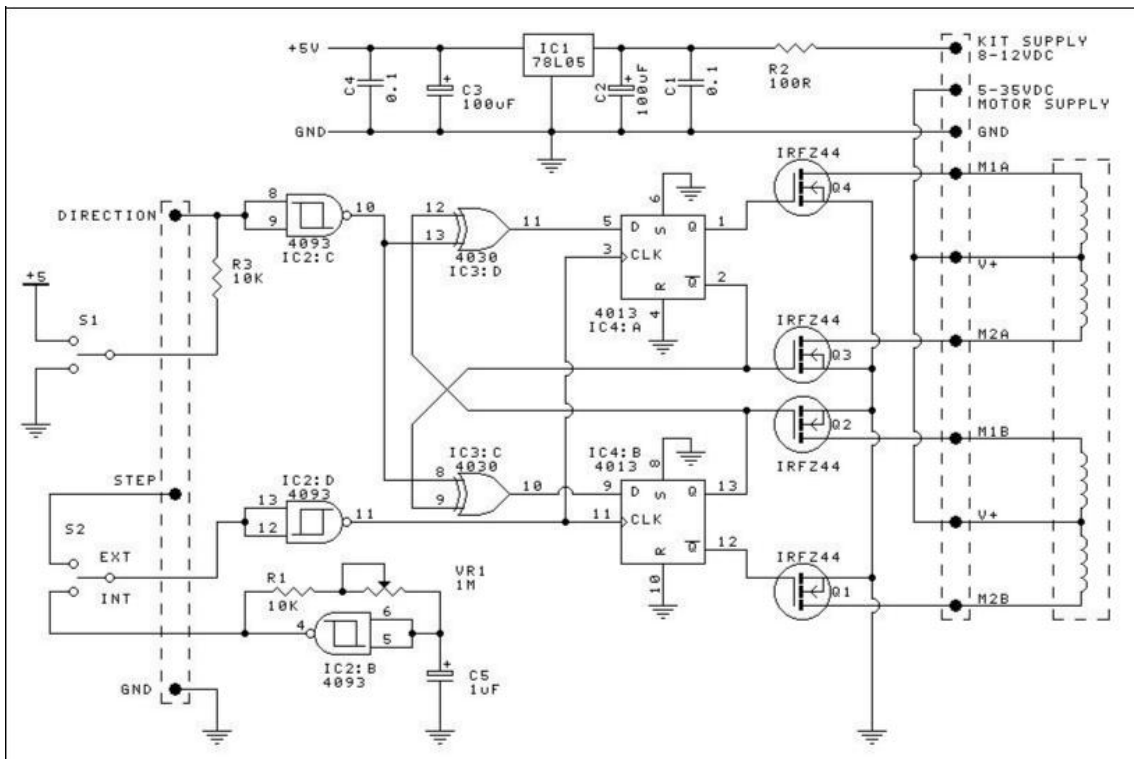 KIT SUPPLY
8-12VDC
+5V
IC1
78L05
C4
0.1
+
C3
100uF
C2
+
100uF
C1
0.1
R2
100R
5-35VDC
MOTOR SUPPLY
GND
GND
IRFZ44
M1A
Q4
DIRECTION
8
9
10
4093
IC2:C
12
13
11
4030
IC3:D
6
5
D
S
Q
1
3
CLK
R
Q
2
4
4013
IC4:A
V+
R3
10K
+5
S1
IRFZ44
M2A
Q3
Q2
IRFZ44
M1B
STEP
IC2:D
4093
13
12
11
IC3:C
4030
8
9
10
IC4:B
4013
8
9
D
S
Q
13
11
CLK
R
Q
12
10
IRFZ44
Q1
V+
M2B
S2
EXT
INT
R1
10K
VR1
1M
4
6
5
IC2:B
4093
+
C5
1uF
GND